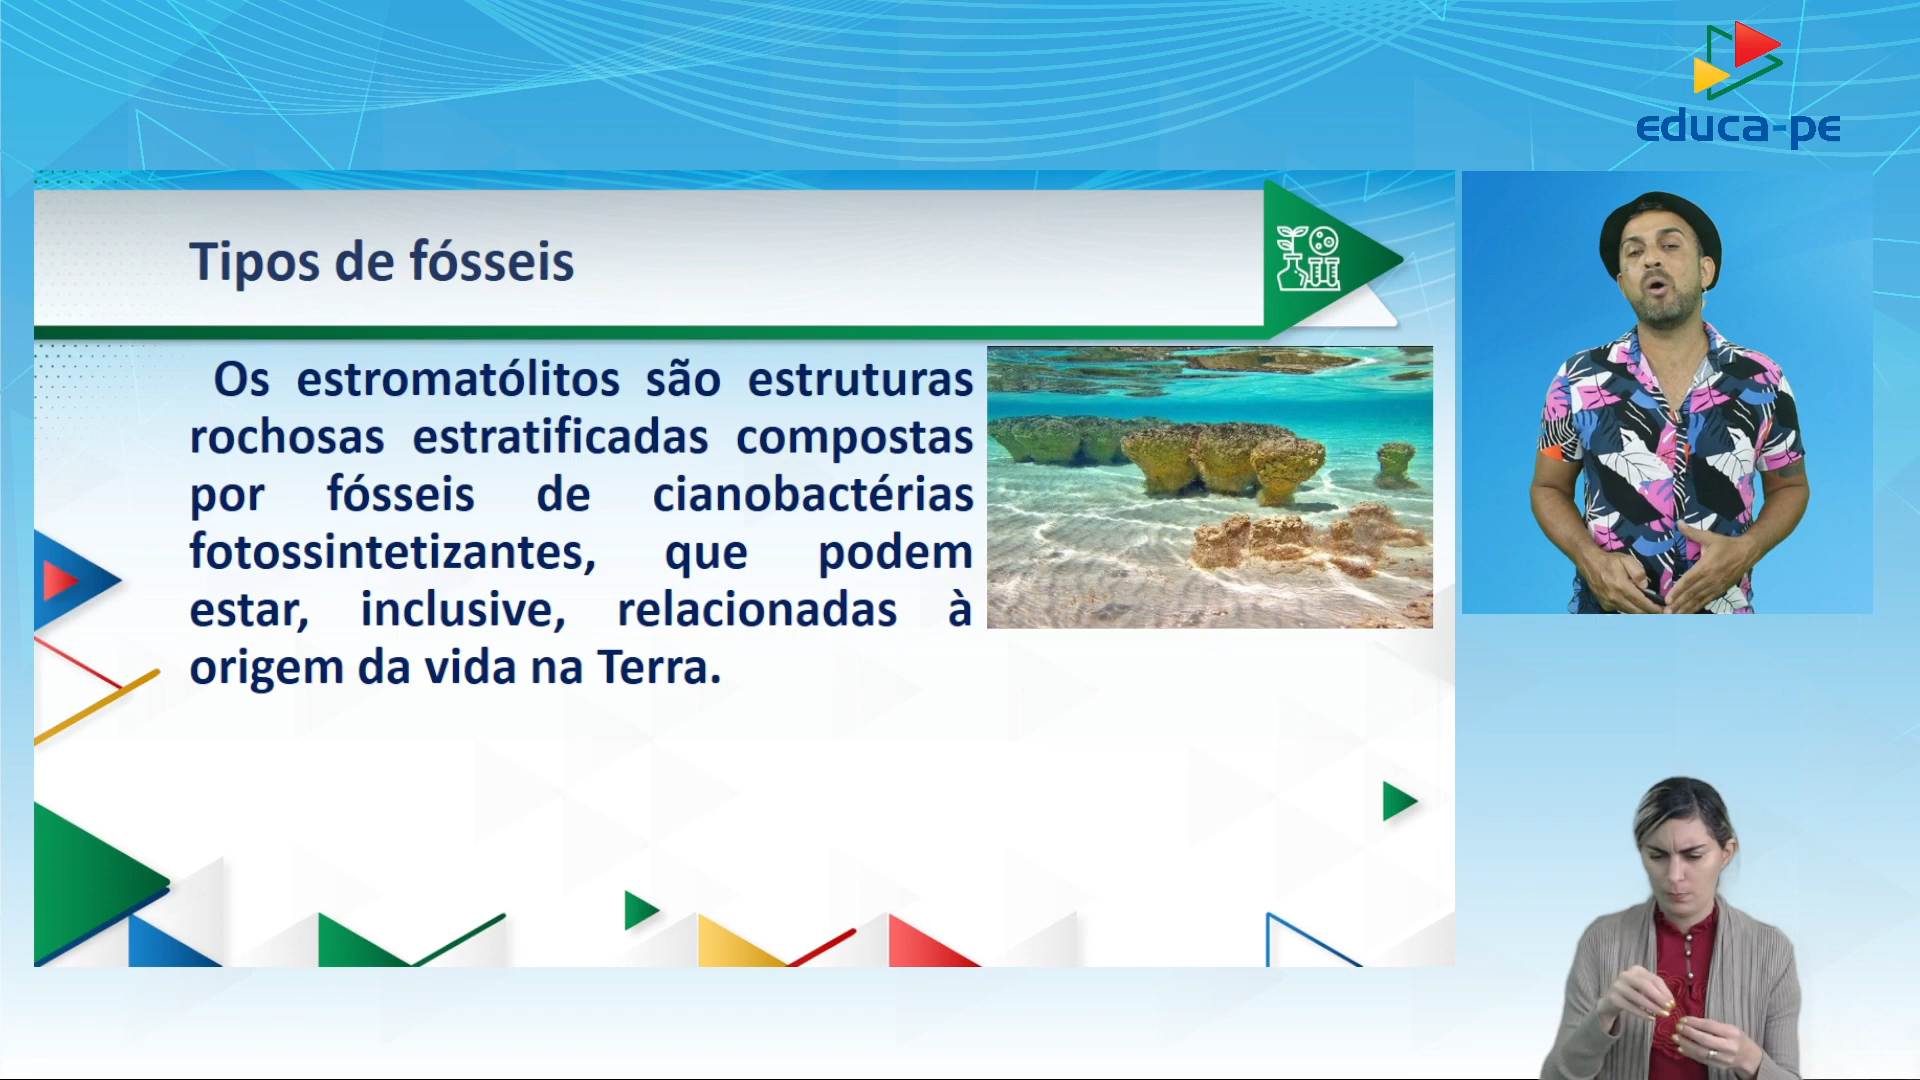 educa-pe
Tipos de fósseis
Os estromatólitos são estruturas
rochosas estratificadas compostas
por fósseis de cianobactérias
fotossintetizantes, que podem
estar, inclusive, relacionadas à
origem da vida na Terra.